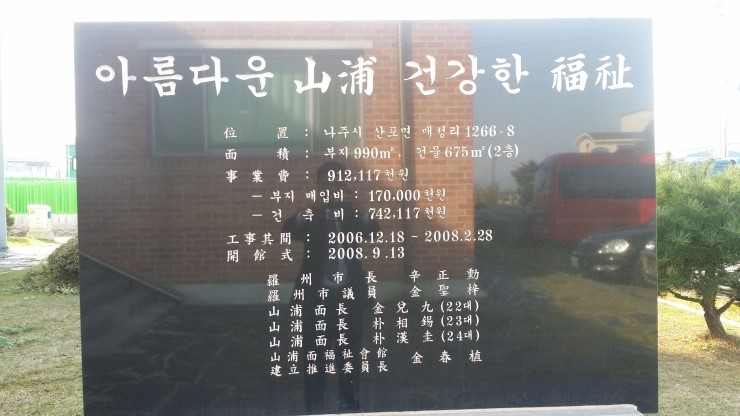 아름다운 山浦 건강한 福祉
位 置 : 나주시 산포면 매성리 1266-8
面 積 : 부지 990㎡, 건물 675㎡(2층)
事業費 : 912,117천원
- 부지 매입비 : 170,000천원
- 건 축 비 : 742,117천원
工事其間 : 2006.12.18 ~ 2008.2.28
開館式 : 2008.9.13
羅州市長 辛正勳
羅州市議員 金聖梓
山浦面長 金兌九(22대)
山浦面長 朴相錫(23대)
山浦面長 朴漢圭(24대)
山浦面福祉會館
建立推進委員長 金春植